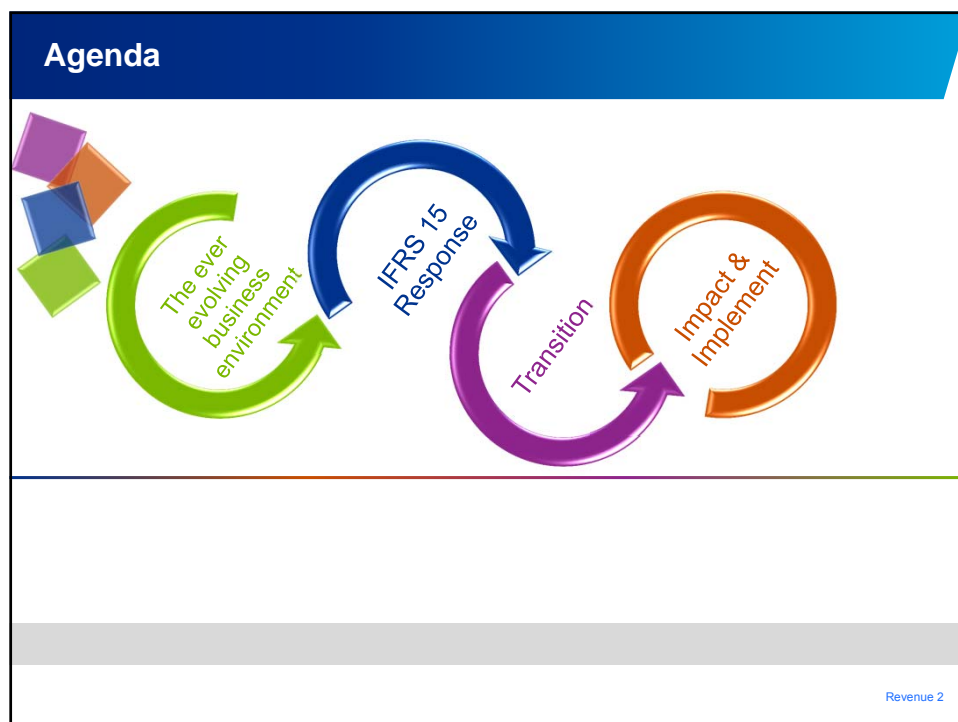 Agenda
The ever
evolving
business
environment
IFRS 15
Response
Transition
Impact &
Implement
Revenue 2